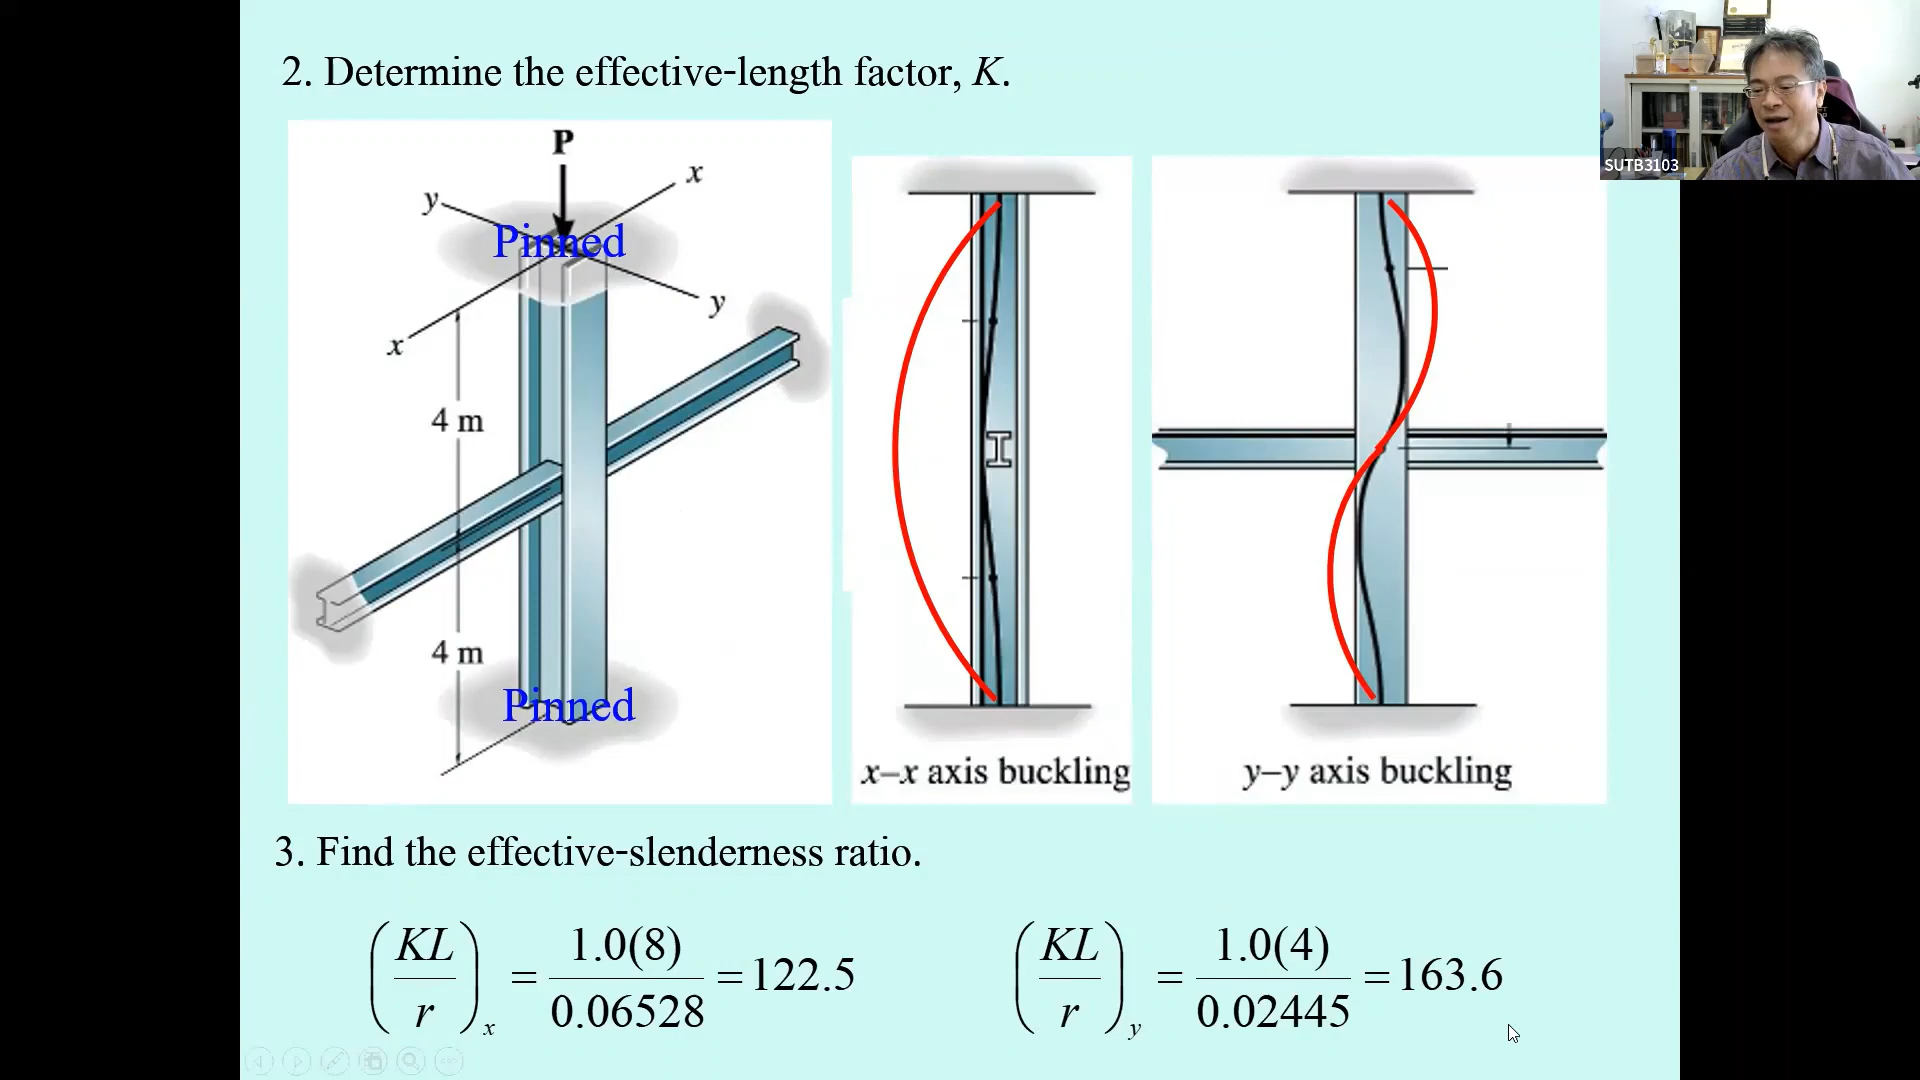 2. Determine the effective-length factor, K.
SUTB3103
P
x
y
Pinned
y
x
4 m
4 m
Pinned
x–x axis buckling
y–y axis buckling
3. Find the effective-slenderness ratio.
(KL/r)x = 1.0(8)/0.06528 = 122.5
(KL/r)y = 1.0(4)/0.02445 = 163.6